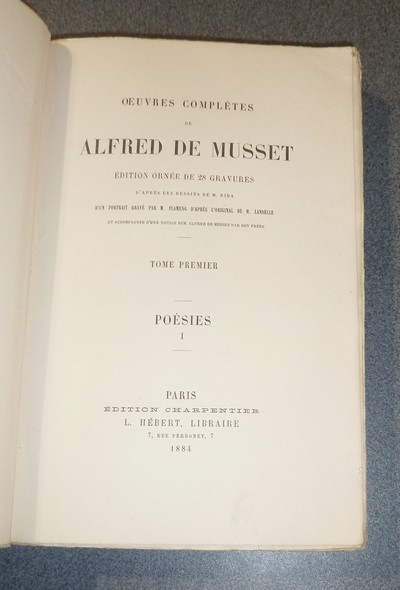 ŒUVRES COMPLÈTES
DE
ALFRED DE MUSSET
ÉDITION ORNÉE DE 28 GRAVURES
D'APRÈS LES DESSINS DE M. BIDA
D'UN PORTRAIT GRAVÉ PAR M. FLAMENG D'APRÈS L'ORIGINAL DE M. LANDELLE
ET ACCOMPAGNÉE D'UNE NOTICE SUR ALFRED DE MUSSET PAR SON FRÈRE
TOME PREMIER
POÉSIES
I
PARIS
ÉDITION CHARPENTIER
L. HÉBERT, LIBRAIRE
7, RUE PERRONET, 7
1884